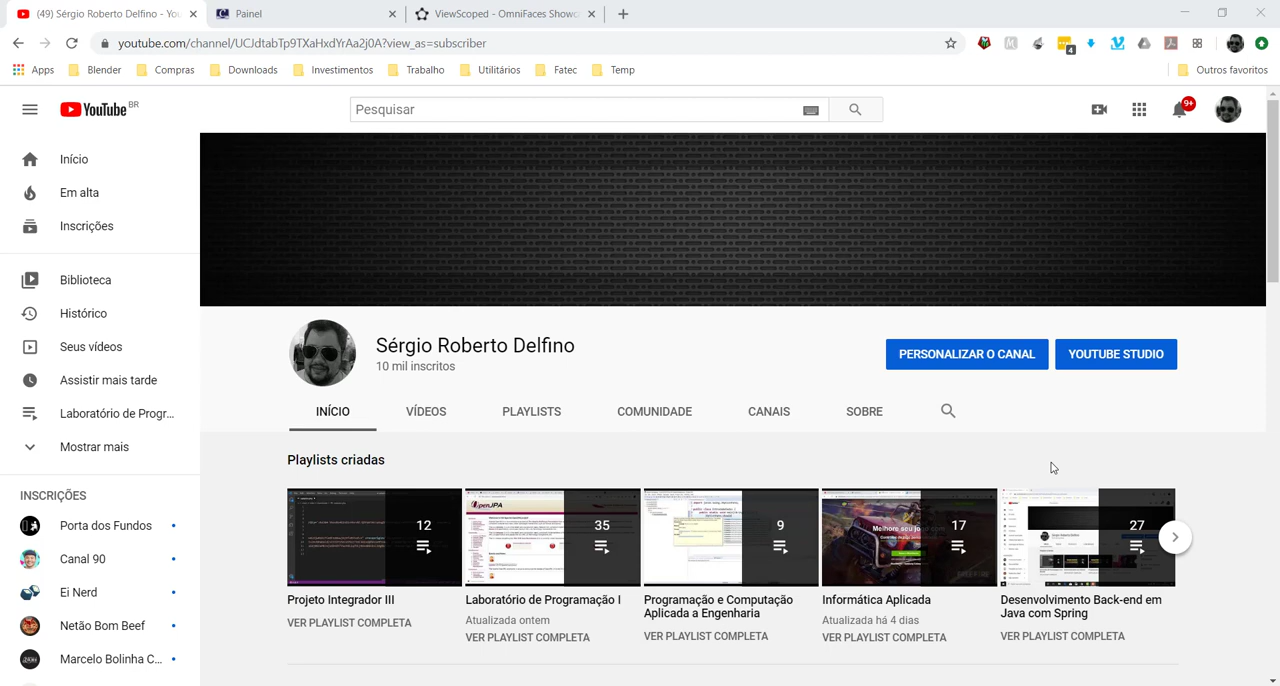 (49) Sérgio Roberto Delfino - You
Painel
ViewScoped - OmniFaces Showc
youtube.com/channel/UCJdtabTp9TXaHxdYrAa2j0A?view_as=subscriber
4
Apps
Blender
Compras
Downloads
Investimentos
Trabalho
Utilitários
Fatec
Temp
Outros favoritos
YouTube BR
Pesquisar
9+
Início
Em alta
Inscrições
Biblioteca
Histórico
Seus vídeos
Assistir mais tarde
Laboratório de Progr...
Mostrar mais
INSCRIÇÕES
Porta dos Fundos
Canal 90
Ei Nerd
Netão Bom Beef
Marcelo Bolinha C...
Sérgio Roberto Delfino
10 mil inscritos
PERSONALIZAR O CANAL
YOUTUBE STUDIO
INÍCIO
VÍDEOS
PLAYLISTS
COMUNIDADE
CANAIS
SOBRE
Playlists criadas
12
Projeto Integrador II
VER PLAYLIST COMPLETA
OpenJPA
35
Laboratório de Programação I
Atualizada ontem
VER PLAYLIST COMPLETA
9
Programação e Computação
Aplicada a Engenharia
VER PLAYLIST COMPLETA
17
Informática Aplicada
Atualizada há 4 dias
VER PLAYLIST COMPLETA
27
Desenvolvimento Back-end em
Java com Spring
VER PLAYLIST COMPLETA